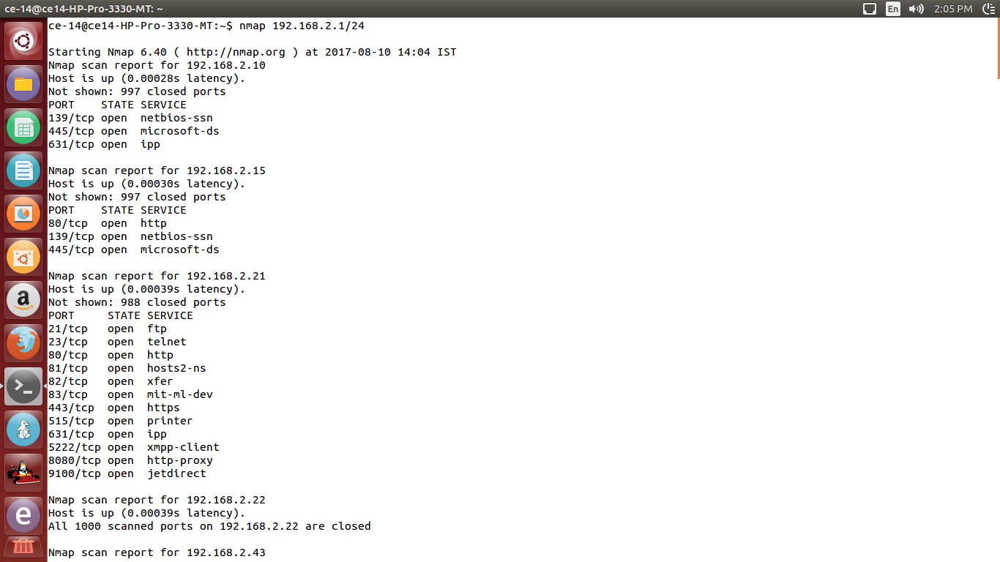 ce-14@ce14-HP-Pro-3330-MT: ~
En
2:05 PM
ce-14@ce14-HP-Pro-3330-MT:~$ nmap 192.168.2.1/24
Starting Nmap 6.40 ( http://nmap.org ) at 2017-08-10 14:04 IST
Nmap scan report for 192.168.2.10
Host is up (0.00028s latency).
Not shown: 997 closed ports
PORT    STATE SERVICE
139/tcp open  netbios-ssn
445/tcp open  microsoft-ds
631/tcp open  ipp
Nmap scan report for 192.168.2.15
Host is up (0.00030s latency).
Not shown: 997 closed ports
PORT    STATE SERVICE
80/tcp  open  http
139/tcp open  netbios-ssn
445/tcp open  microsoft-ds
Nmap scan report for 192.168.2.21
Host is up (0.00039s latency).
Not shown: 988 closed ports
PORT     STATE SERVICE
21/tcp   open  ftp
23/tcp   open  telnet
80/tcp   open  http
81/tcp   open  hosts2-ns
82/tcp   open  xfer
83/tcp   open  mit-ml-dev
443/tcp  open  https
515/tcp  open  printer
631/tcp  open  ipp
5222/tcp open  xmpp-client
8080/tcp open  http-proxy
9100/tcp open  jetdirect
Nmap scan report for 192.168.2.22
Host is up (0.00039s latency).
All 1000 scanned ports on 192.168.2.22 are closed
Nmap scan report for 192.168.2.43